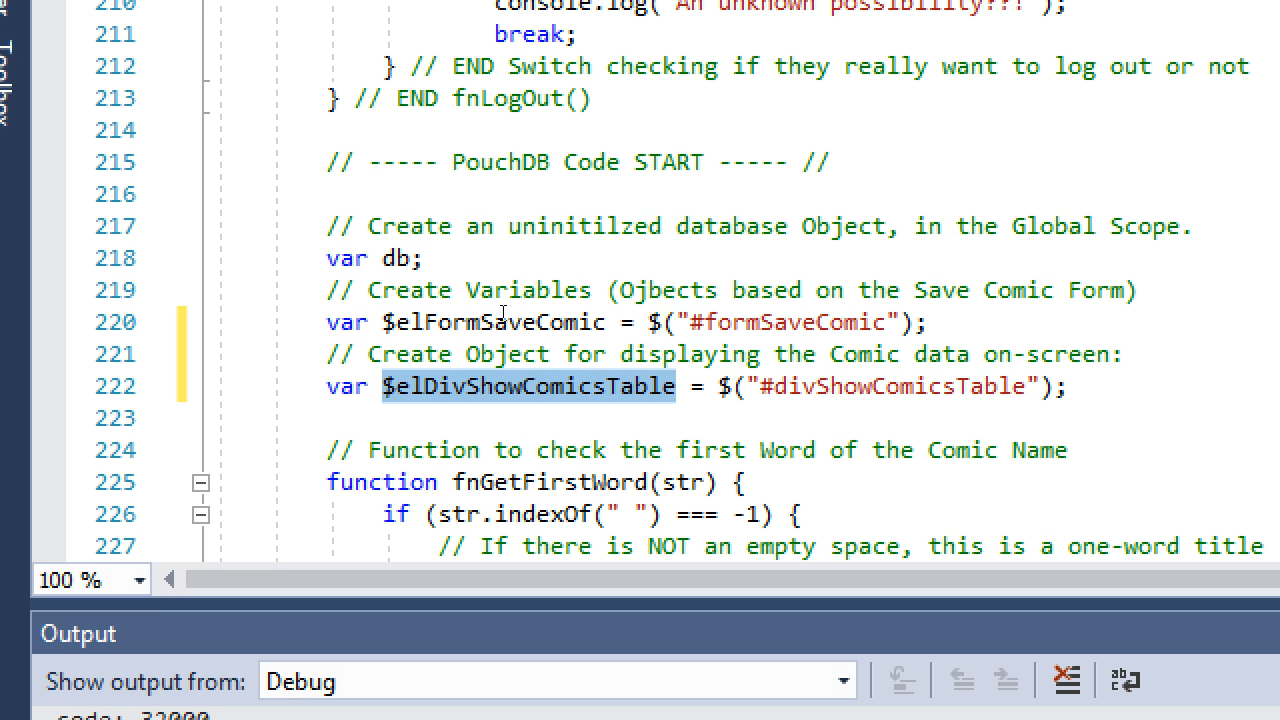 210 console.log("An unknown possibility??!");
211 break;
212 } // END Switch checking if they really want to log out or not
213 } // END fnLogOut()
214
215 // ----- PouchDB Code START ----- //
216
217 // Create an uninitilzed database Object, in the Global Scope.
218 var db;
219 // Create Variables (Ojbects based on the Save Comic Form)
220 var $elFormSaveComic = $("#formSaveComic");
221 // Create Object for displaying the Comic data on-screen:
222 var $elDivShowComicsTable = $("#divShowComicsTable");
223
224 // Function to check the first Word of the Comic Name
225 function fnGetFirstWord(str) {
226 if (str.indexOf(" ") === -1) {
227 // If there is NOT an empty space, this is a one-word title
Toolbox
100 %
Output
Show output from: Debug
code: 32000